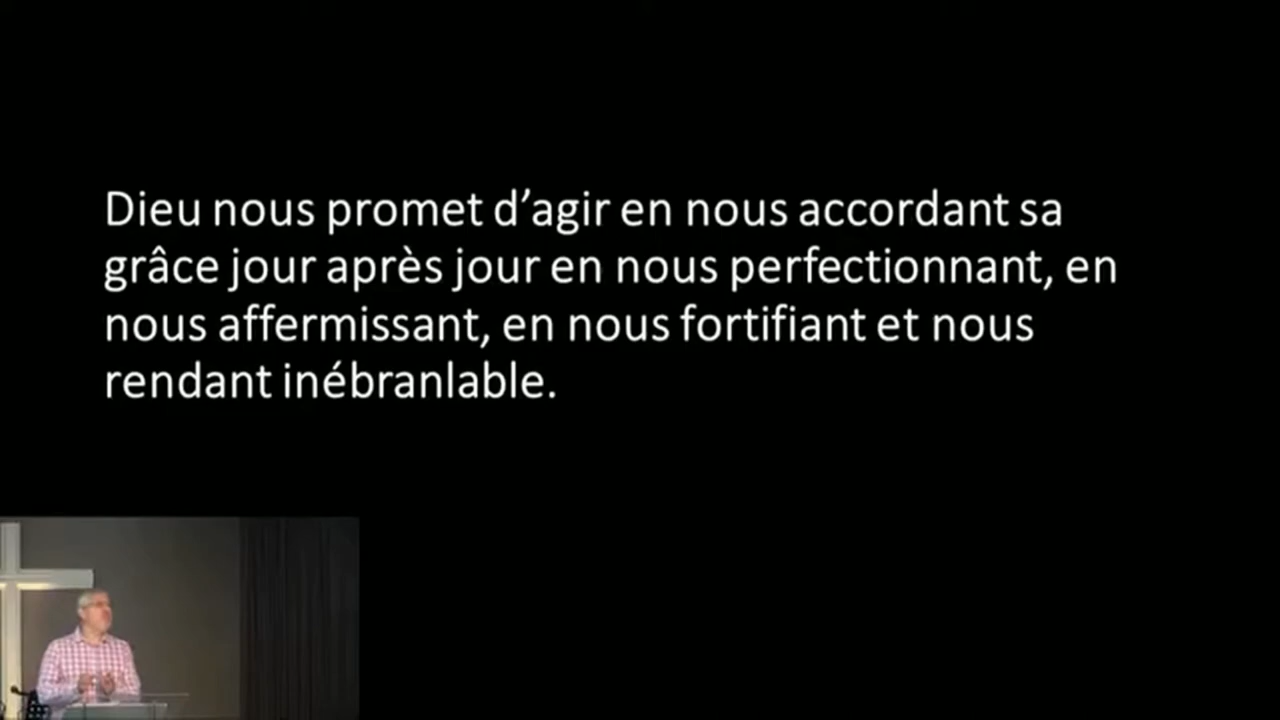 Dieu nous promet d’agir en nous accordant sa
grâce jour après jour en nous perfectionnant, en
nous affermissant, en nous fortifiant et nous
rendant inébranlable.